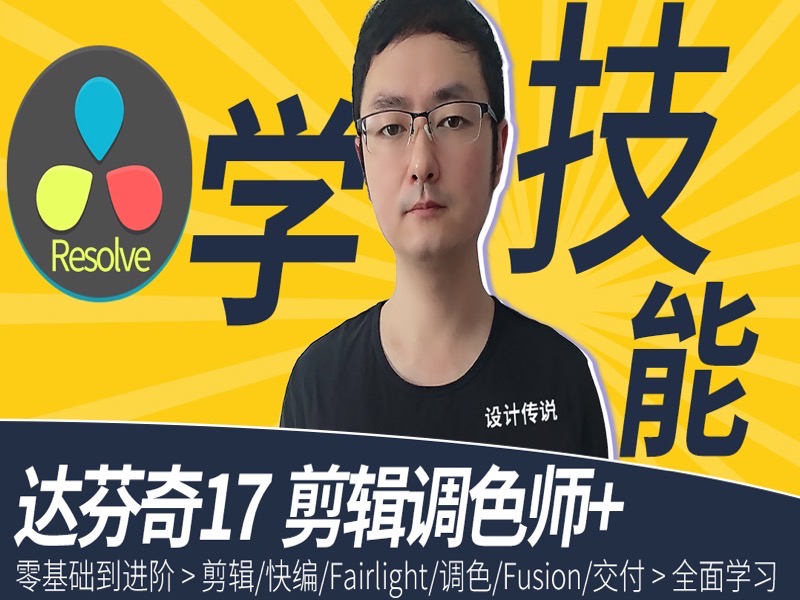 学技能
Resolve
设计传说
达芬奇17 剪辑调色师+
零基础到进阶 > 剪辑/快编/Fairlight/调色/Fusion/交付 > 全面学习